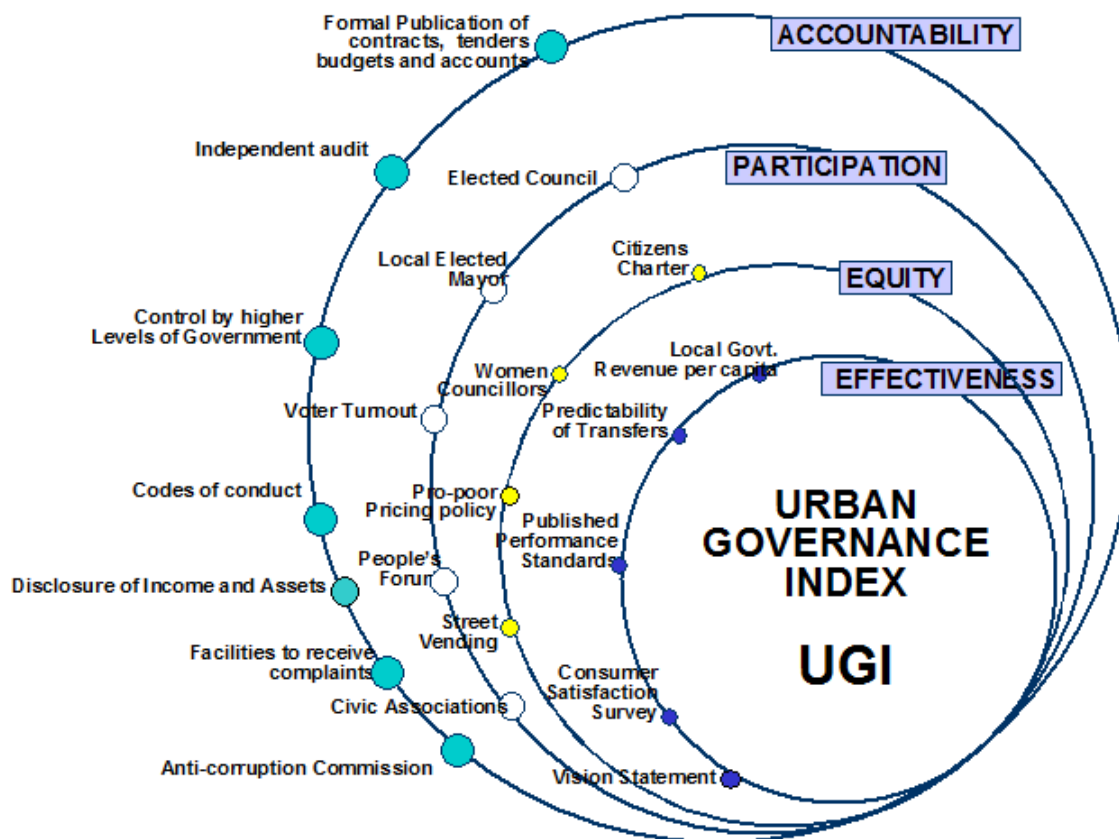 Formal Publication of
contracts, tenders
budgets and accounts
ACCOUNTABILITY
Independent audit
Elected Council
PARTICIPATION
Local Elected
Mayor
Citizens
Charter
EQUITY
Control by higher
Levels of Government
Women
Councillors
Local Govt.
Revenue per capita
EFFECTIVENESS
Voter Turnout
Predictability
of Transfers
Codes of conduct
Pro-poor
Pricing policy
Published
Performance
Standards
URBAN
GOVERNANCE
INDEX
UGI
Disclosure of Income and Assets
People's
Forum
Street
Vending
Facilities to receive
complaints
Civic Associations
Consumer
Satisfaction
Survey
Anti-corruption Commission
Vision Statement